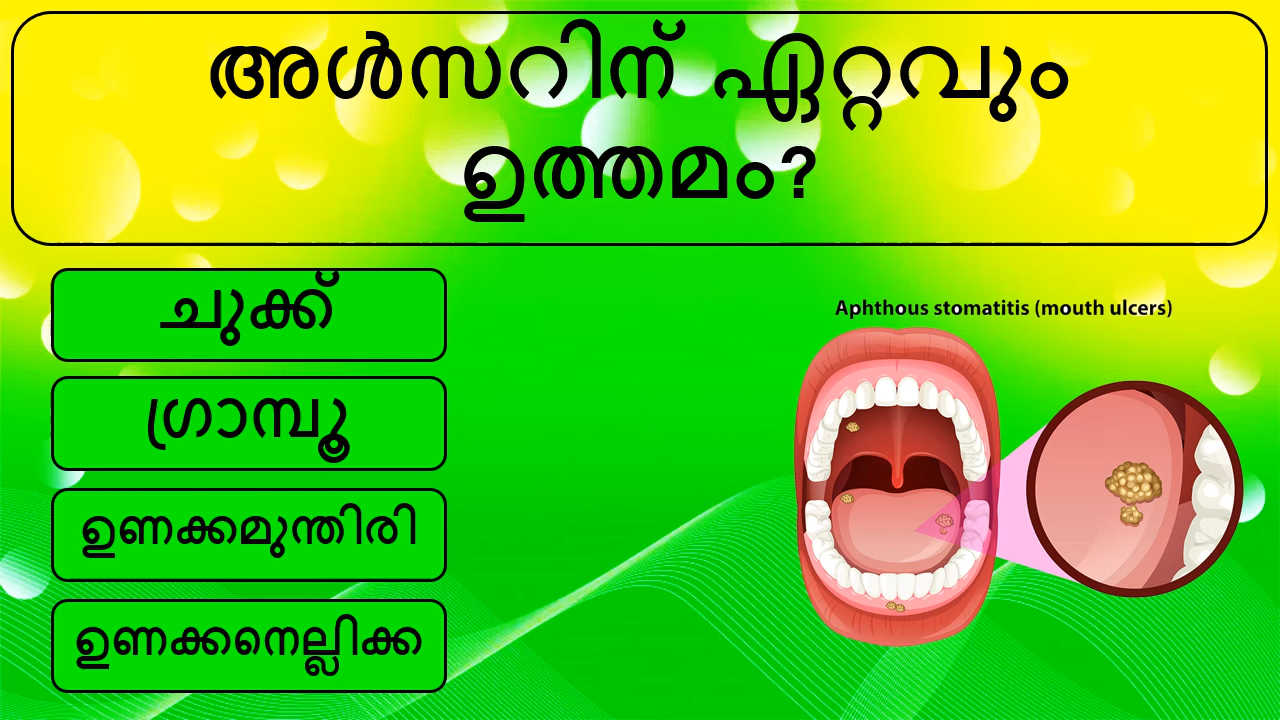 അൾസറിന് ഏറ്റവും
ഉത്തമം?
ചുക്ക്
ഗ്രാമ്പൂ
ഉണക്കമുന്തിരി
ഉണക്കനെല്ലിക്ക
Aphthous stomatitis (mouth ulcers)